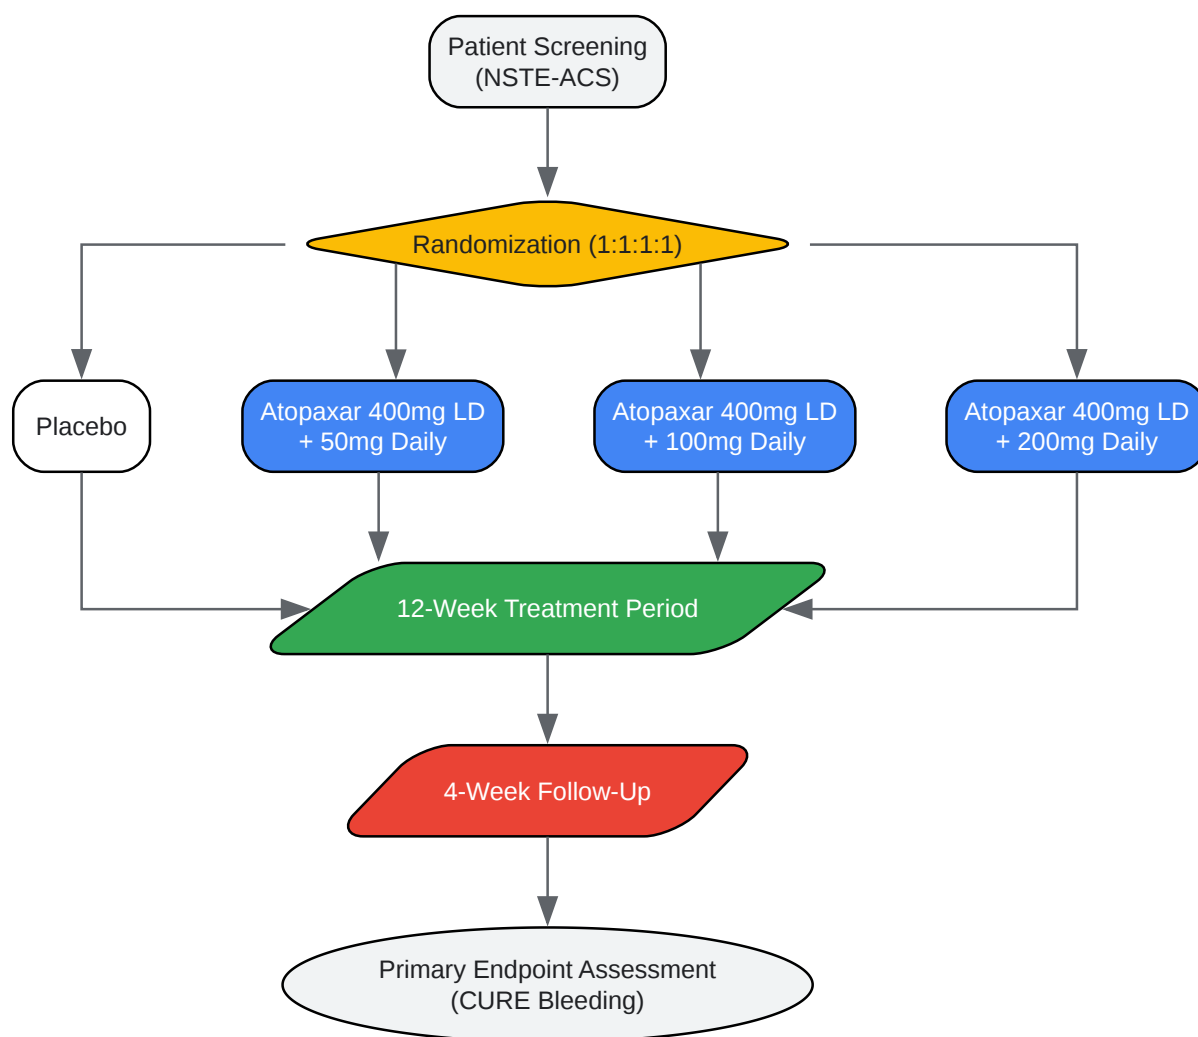 Patient Screening
(NSTE-ACS)
Randomization (1:1:1:1)
Placebo
Atopaxar 400mg LD
+ 50mg Daily
Atopaxar 400mg LD
+ 100mg Daily
Atopaxar 400mg LD
+ 200mg Daily
12-Week Treatment Period
4-Week Follow-Up
Primary Endpoint Assessment
(CURE Bleeding)